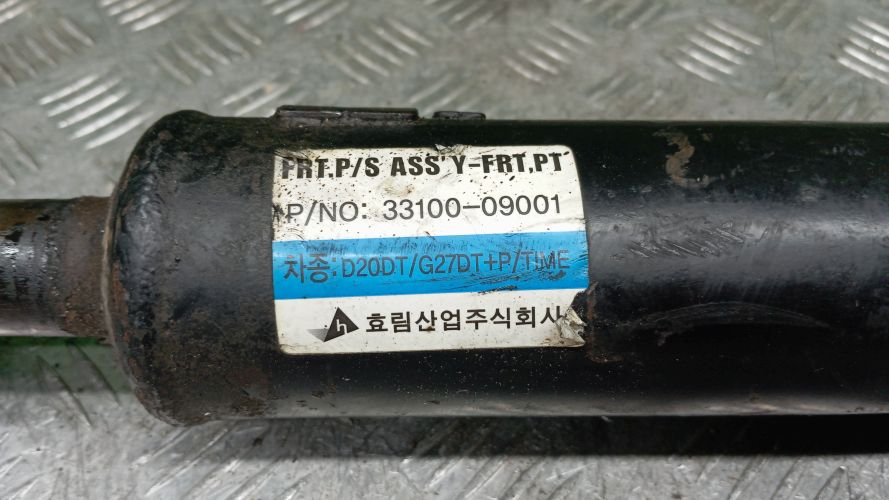 FRT.P/S ASS'Y-FRT,PT
P/NO: 33100-09001
차종: D20DT/G27DT+P/TIME
h 효림산업주식회사